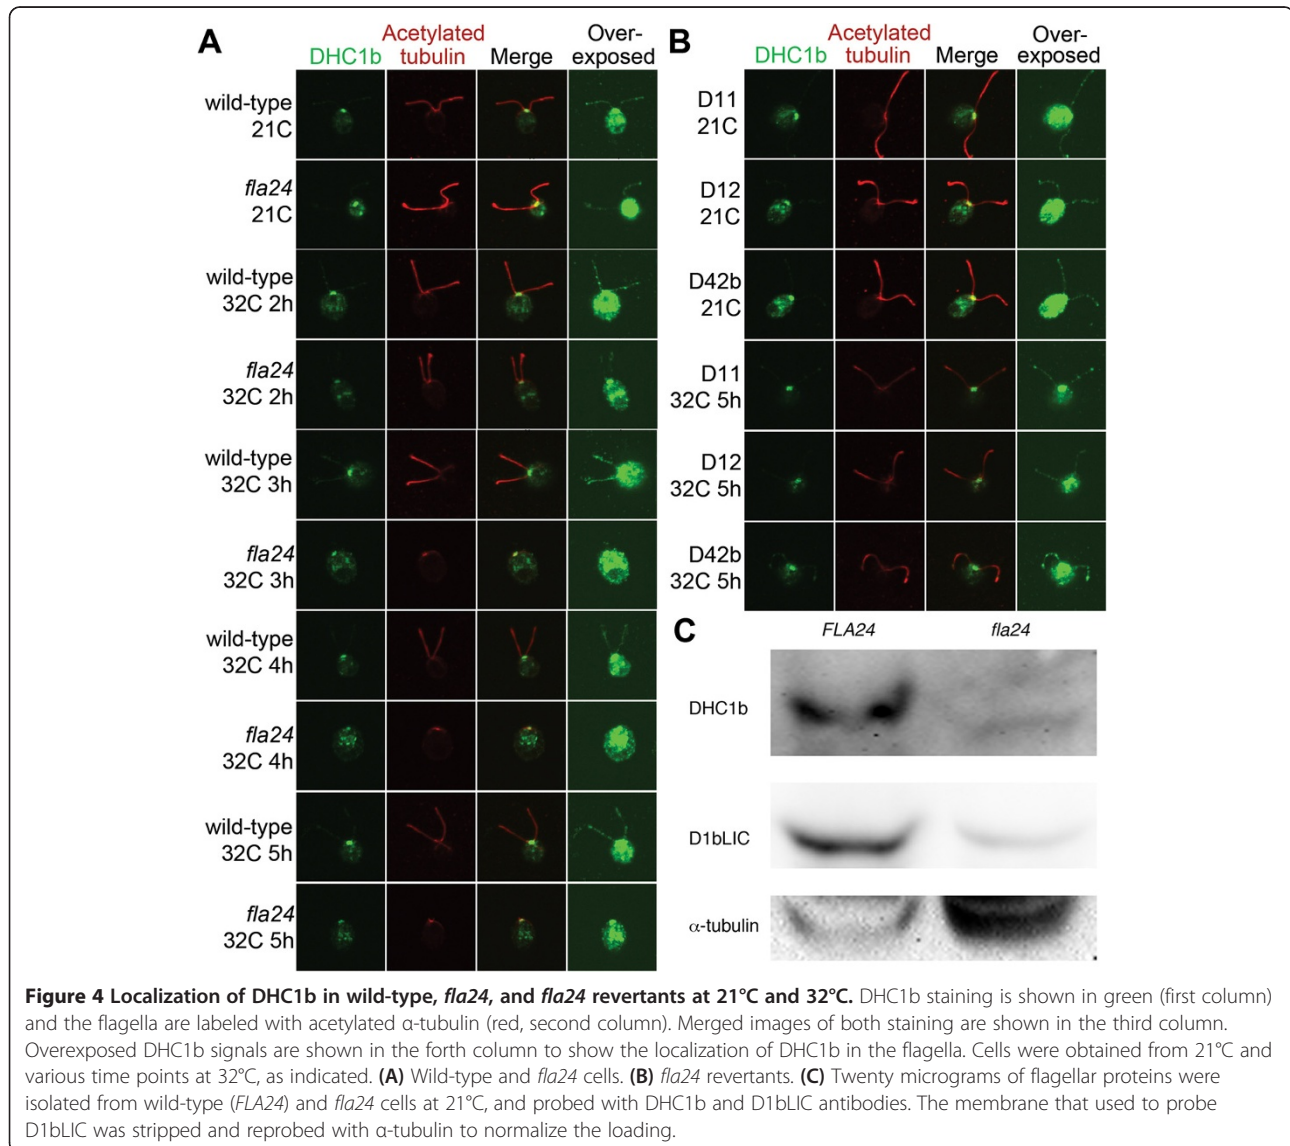 A
DHC1b
Acetylated
tubulin
Merge
Over-
exposed
wild-type
21C
fla24
21C
wild-type
32C 2h
fla24
32C 2h
wild-type
32C 3h
fla24
32C 3h
wild-type
32C 4h
fla24
32C 4h
wild-type
32C 5h
fla24
32C 5h
B
DHC1b
Acetylated
tubulin
Merge
Over-
exposed
D11
21C
D12
21C
D42b
21C
D11
32C 5h
D12
32C 5h
D42b
32C 5h
C
FLA24
fla24
DHC1b
D1bLIC
α-tubulin
Figure 4 Localization of DHC1b in wild-type, fla24, and fla24 revertants at 21°C and 32°C. DHC1b staining is shown in green (first column)
and the flagella are labeled with acetylated α-tubulin (red, second column). Merged images of both staining are shown in the third column.
Overexposed DHC1b signals are shown in the forth column to show the localization of DHC1b in the flagella. Cells were obtained from 21°C and
various time points at 32°C, as indicated. (A) Wild-type and fla24 cells. (B) fla24 revertants. (C) Twenty micrograms of flagellar proteins were
isolated from wild-type (FLA24) and fla24 cells at 21°C, and probed with DHC1b and D1bLIC antibodies. The membrane that used to probe
D1bLIC was stripped and reprobed with α-tubulin to normalize the loading.